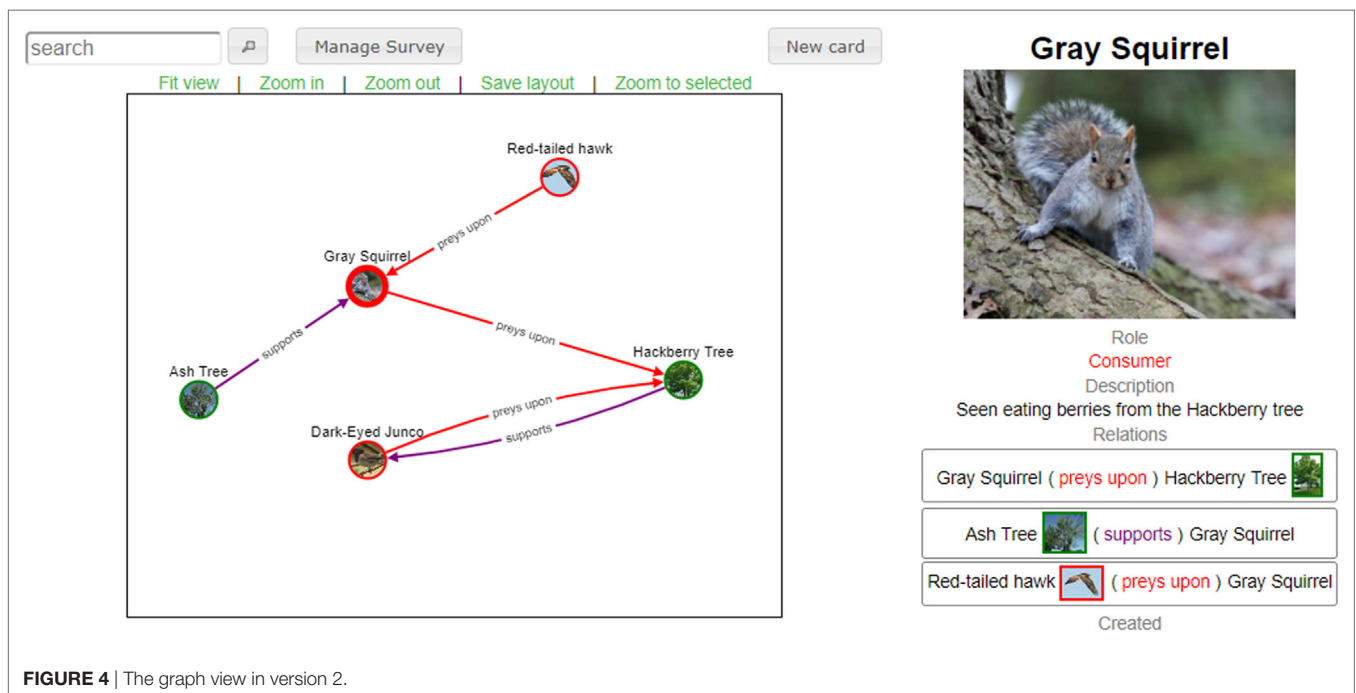 search
Manage Survey
New card
Fit view | Zoom in | Zoom out | Save layout | Zoom to selected
Red-tailed hawk
preys upon
Gray Squirrel
preys upon
supports
Hackberry Tree
Ash Tree
preys upon
supports
Dark-Eyed Junco
Gray Squirrel
Role
Consumer
Description
Seen eating berries from the Hackberry tree
Relations
Gray Squirrel ( preys upon ) Hackberry Tree
Ash Tree ( supports ) Gray Squirrel
Red-tailed hawk ( preys upon ) Gray Squirrel
Created
FIGURE 4 | The graph view in version 2.